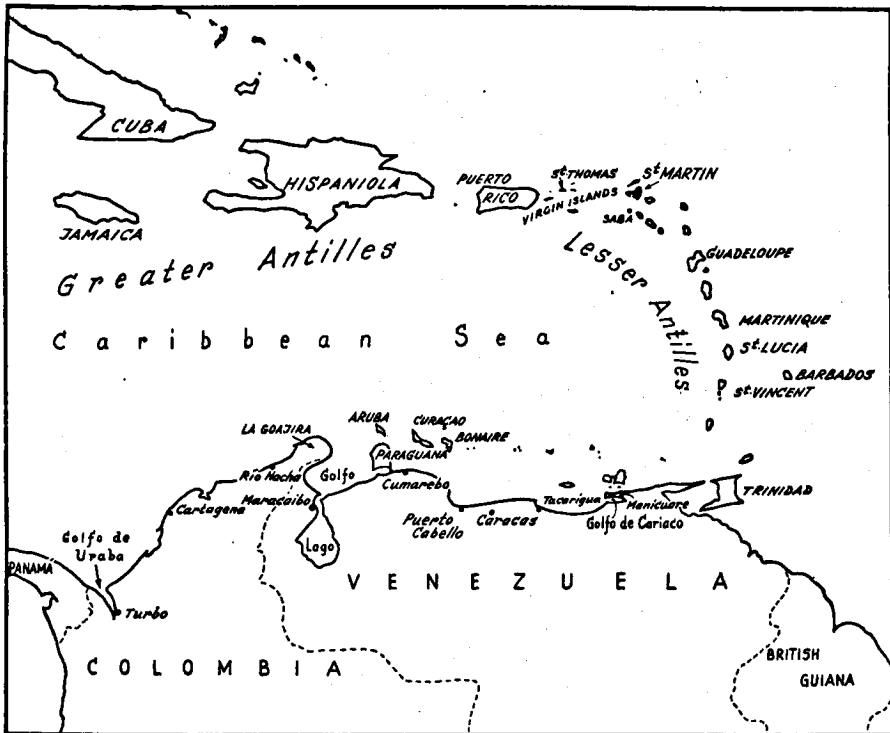 CUBA
HISPANIOLA
JAMAICA
PUERTO
RICO
St THOMAS
VIRGIN ISLANDS
St MARTIN
SABA
Greater Antilles
Lesser Antilles
GUADELOUPE
Caribbean Sea
MARTINIQUE
St. LUCIA
BARBADOS
St. VINCENT
LA GOAJIRA
ARUBA
CURAÇAO
BONAIRE
PARAGUANA
Río Hacha
Golfo
Cumarebo
Maracaibo
Cartagena
Lago
Puerto
Cabello
Caracas
Tacarigua
Manicuare
Golfo de Cariaco
TRINIDAD
Golfo de
Uraba
PANAMA
Turbo
VENEZUELA
COLOMBIA
BRITISH
GUIANA